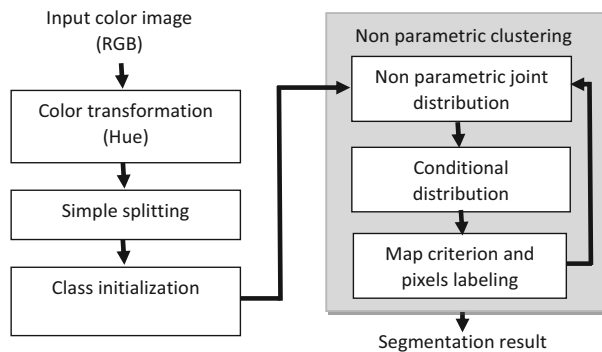 Input color image
(RGB)
Color transformation
(Hue)
Simple splitting
Class initialization
Non parametric clustering
Non parametric joint
distribution
Conditional
distribution
Map criterion and
pixels labeling
Segmentation result